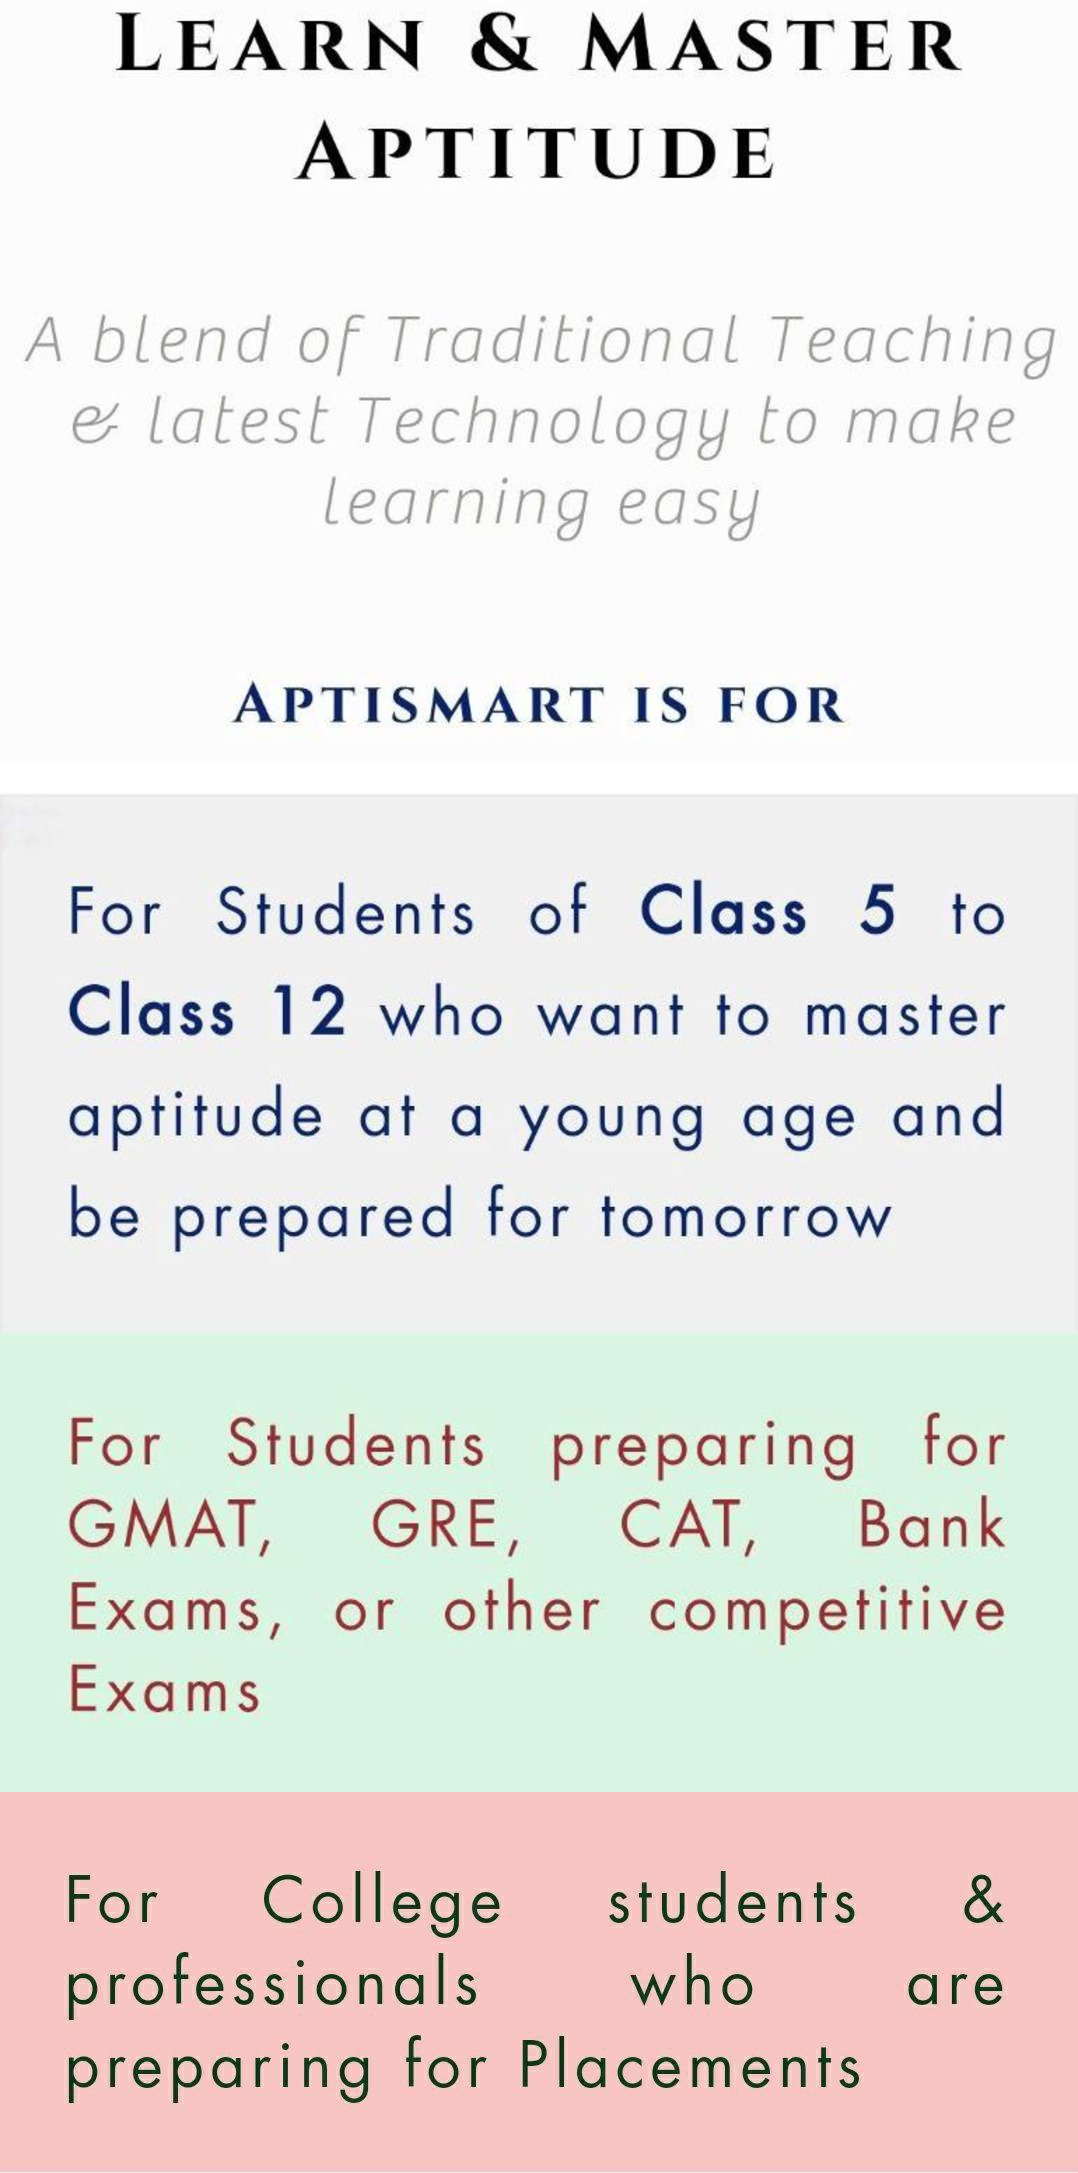 LEARN & MASTER
APTITUDE
A blend of Traditional Teaching
& latest Technology to make
learning easy
APTISMART IS FOR
For Students of Class 5 to
Class 12 who want to master
aptitude at a young age and
be prepared for tomorrow
For Students preparing for
GMAT, GRE, CAT, Bank
Exams, or other competitive
Exams
For College students &
professionals who are
preparing for Placements